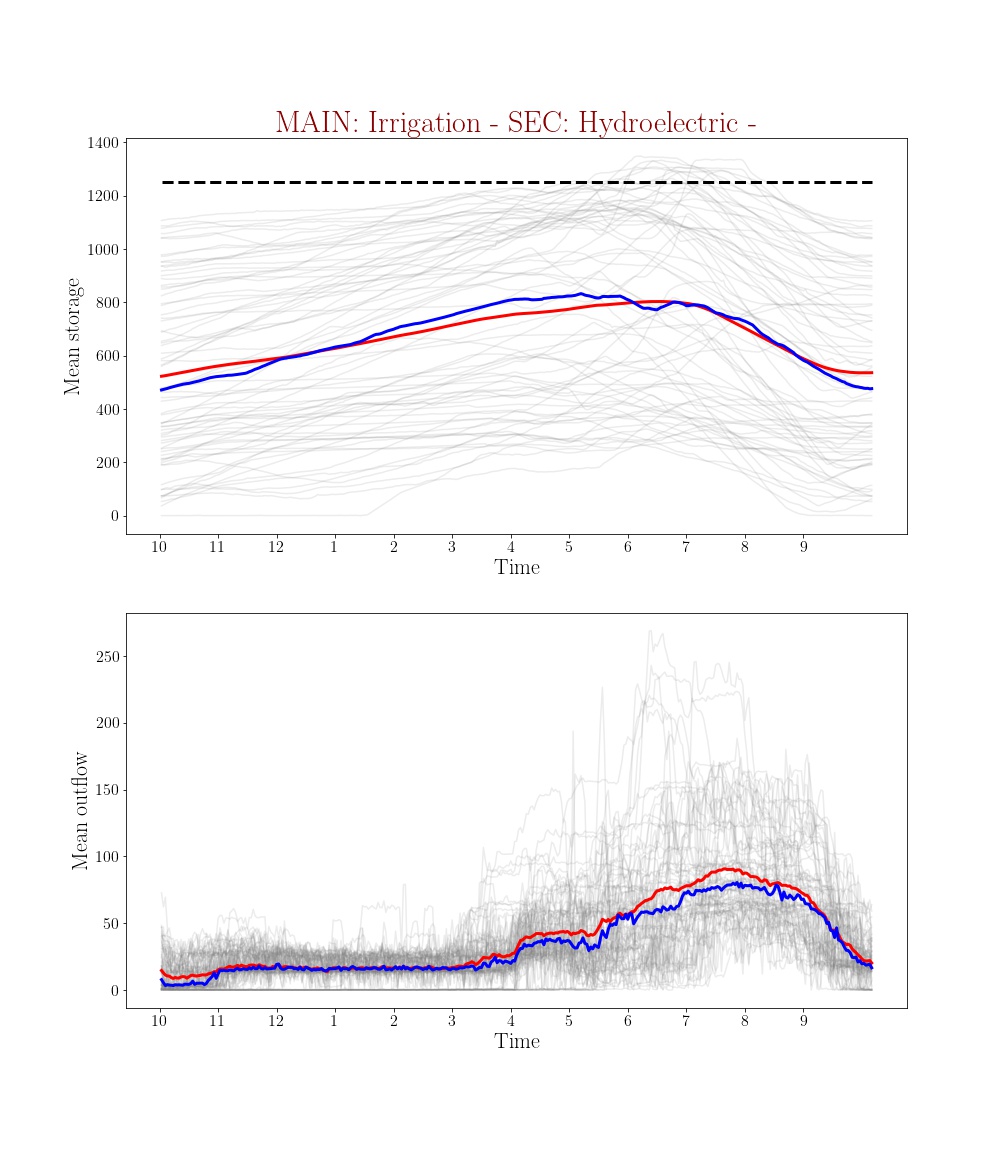 MAIN: Irrigation - SEC: Hydroelectric -
1400
1200
1000
800
600
400
200
0
Mean storage
10 11 12 1 2 3 4 5 6 7 8 9
Time
250
200
150
100
50
0
Mean outflow
10 11 12 1 2 3 4 5 6 7 8 9
Time